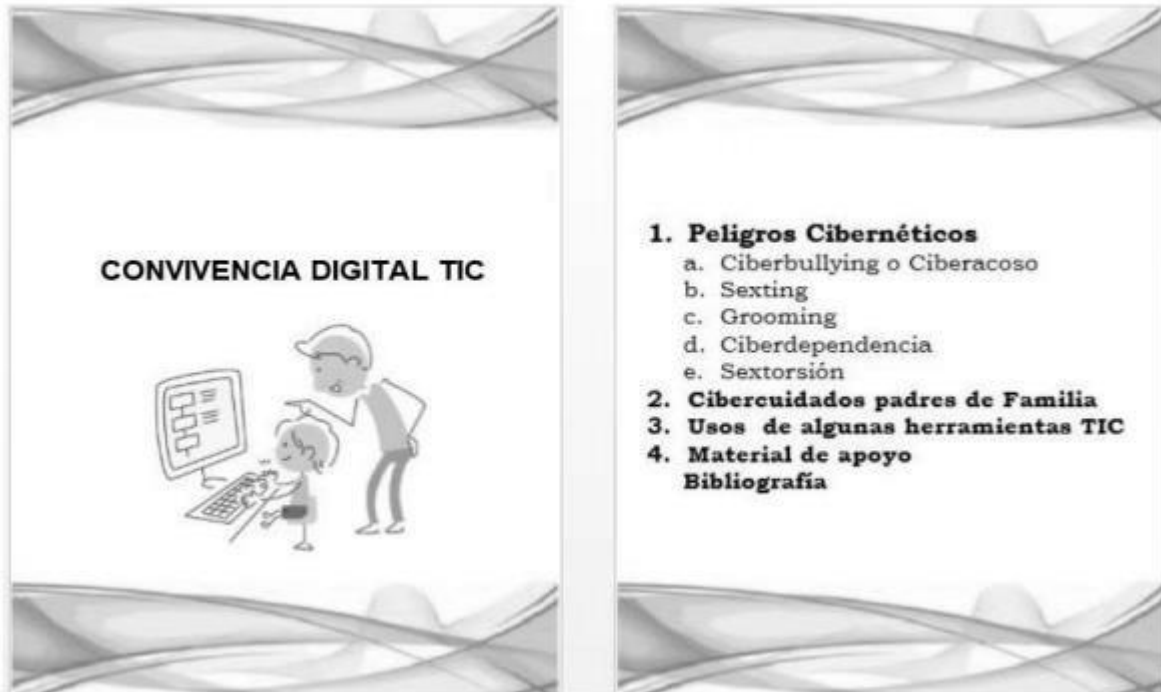 CONVIVENCIA DIGITAL TIC
1. Peligros Cibernéticos
a. Ciberbullying o Ciberacoso
b. Sexting
c. Grooming
d. Ciberdependencia
e. Sextorsión
2. Cibercuidados padres de Familia
3. Usos de algunas herramientas TIC
4. Material de apoyo
Bibliografía